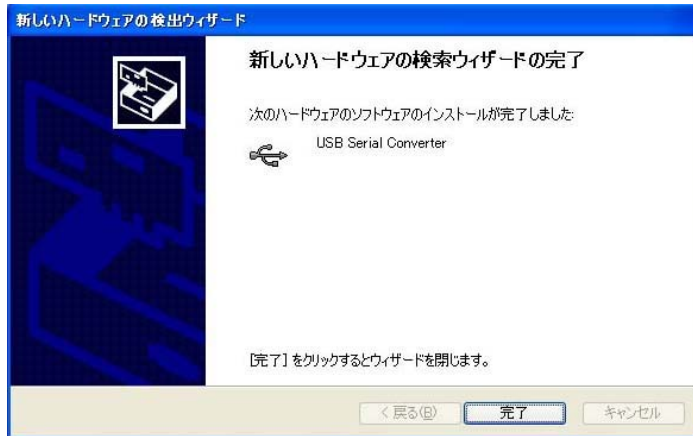 新しいハードウェアの検出ウィザード
新しいハードウェアの検索ウィザードの完了
次のハードウェアのソフトウェアのインストールが完了しました:
USB Serial Converter
[完了] をクリックするとウィザードを閉じます。
< 戻る(B) 完了 キャンセル